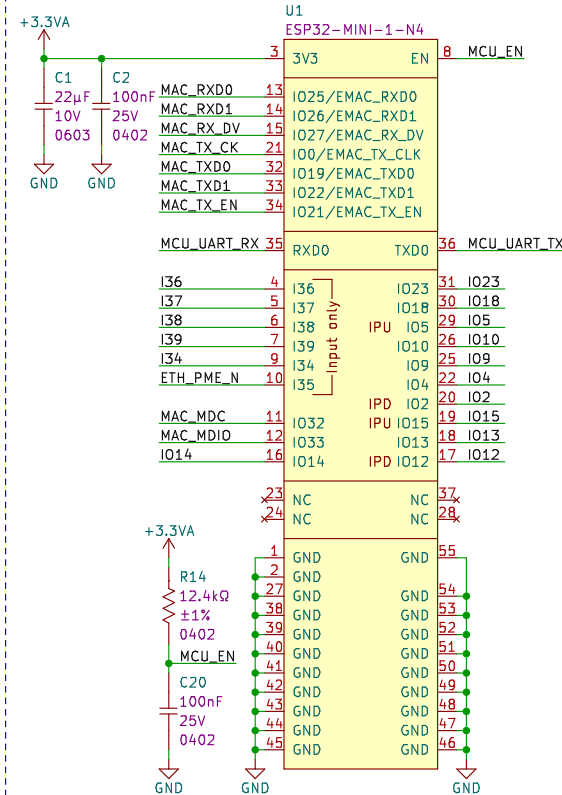 U1
ESP32-MINI-1-N4
+3.3VA
3 3V3 EN 8 MCU_EN
C1
22µF
10V
0603
GND
C2
100nF
25V
0402
GND
MAC_RXD0 13 IO25/EMAC_RXD0
MAC_RXD1 14 IO26/EMAC_RXD1
MAC_RX_DV 15 IO27/EMAC_RX_DV
MAC_TX_CK 21 IO0/EMAC_TX_CLK
MAC_TXD0 32 IO19/EMAC_TXD0
MAC_TXD1 33 IO22/EMAC_TXD1
MAC_TX_EN 34 IO21/EMAC_TX_EN
MCU_UART_RX 35 RXD0 TXD0 36 MCU_UART_TX
I36 4 I36 IO23 31 IO23
I37 5 I37 IO18 30 IO18
I38 6 I38 IPU IO5 29 IO5
I39 7 I39 IO10 26 IO10
I34 9 I34 IO9 25 IO9
ETH_PME_N 10 I35 IO4 22 IO4
Input only
IPD IO2 20 IO2
MAC_MDC 11 IO32 IPU IO15 19 IO15
MAC_MDIO 12 IO33 IO13 18 IO13
IO14 16 IO14 IPD IO12 17 IO12
23 NC NC 37
24 NC NC 28
+3.3VA
R14
12.4kΩ
±1%
0402
MCU_EN
C20
100nF
25V
0402
GND
1 GND GND 55
2 GND
27 GND GND 54
38 GND GND 53
39 GND GND 52
40 GND GND 51
41 GND GND 50
42 GND GND 49
43 GND GND 48
44 GND GND 47
45 GND GND 46
GND GND